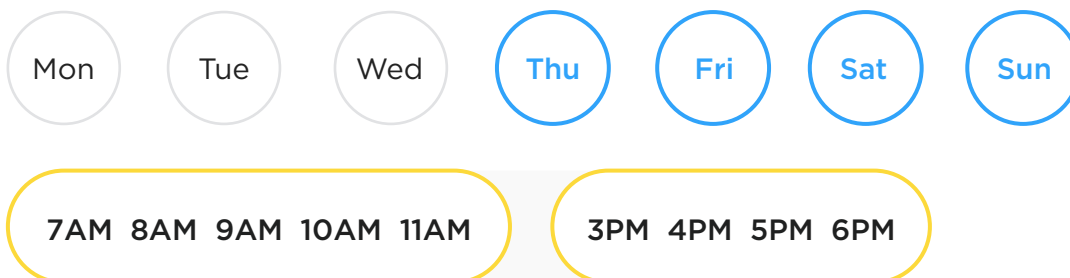 Mon Tue Wed Thu Fri Sat Sun
7AM 8AM 9AM 10AM 11AM 3PM 4PM 5PM 6PM